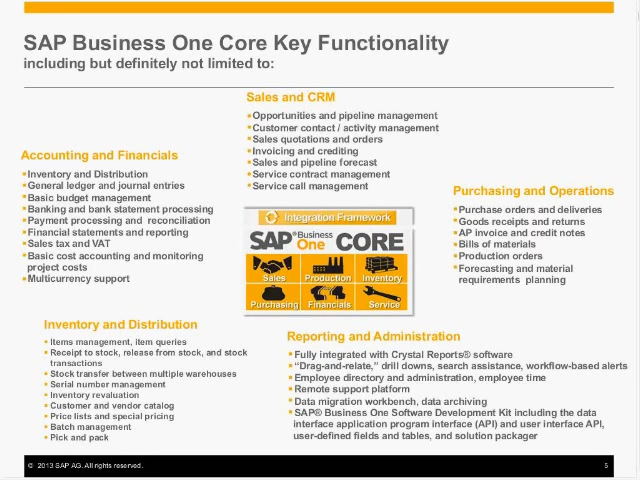 SAP Business One Core Key Functionality
including but definitely not limited to:
Sales and CRM
Opportunities and pipeline management
Customer contact / activity management
Sales quotations and orders
Invoicing and crediting
Sales and pipeline forecast
Service contract management
Service call management
Accounting and Financials
Inventory and Distribution
General ledger and journal entries
Basic budget management
Banking and bank statement processing
Payment processing and reconciliation
Financial statements and reporting
Sales tax and VAT
Basic cost accounting and monitoring
project costs
Multicurrency support
Purchasing and Operations
Purchase orders and deliveries
Goods receipts and returns
AP invoice and credit notes
Bills of materials
Production orders
Forecasting and material
requirements planning
Integration Framework
SAP® Business One CORE
Sales Production Inventory
Purchasing Financials Service
Inventory and Distribution
Items management, item queries
Receipt to stock, release from stock, and stock
transactions
Stock transfer between multiple warehouses
Serial number management
Inventory revaluation
Customer and vendor catalog
Price lists and special pricing
Batch management
Pick and pack
Reporting and Administration
Fully integrated with Crystal Reports® software
“Drag-and-relate,” drill downs, search assistance, workflow-based alerts
Employee directory and administration, employee time
Remote support platform
Data migration workbench, data archiving
SAP® Business One Software Development Kit including the data
interface application program interface (API) and user interface API,
user-defined fields and tables, and solution packager
© 2013 SAP AG. All rights reserved. 5